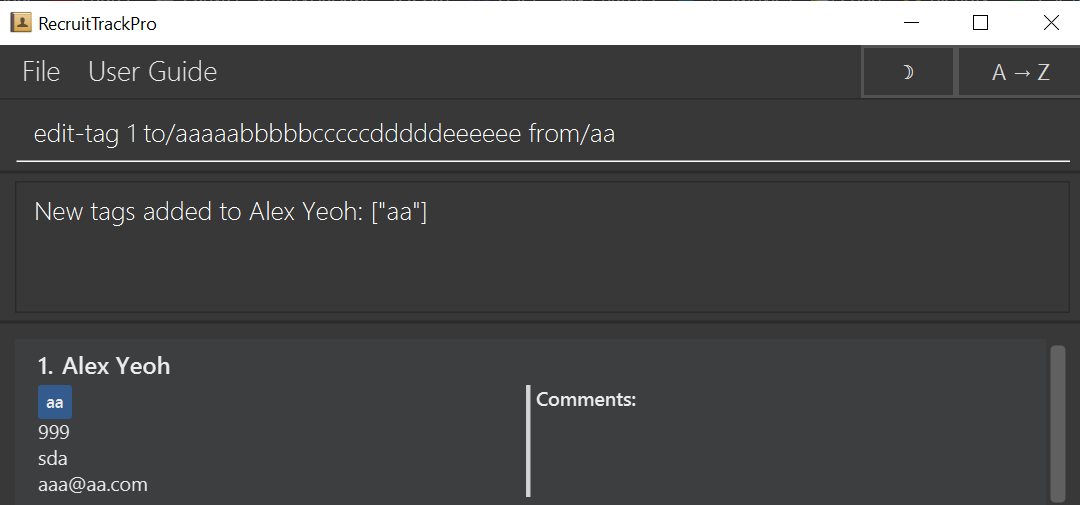 RecruitTrackPro
File User Guide A → Z
edit-tag 1 to/aaaaabbbbbcccccdddddeeeeee from/aa
New tags added to Alex Yeoh: ["aa"]
1. Alex Yeoh
aa
999
sda
aaa@aa.com
Comments: